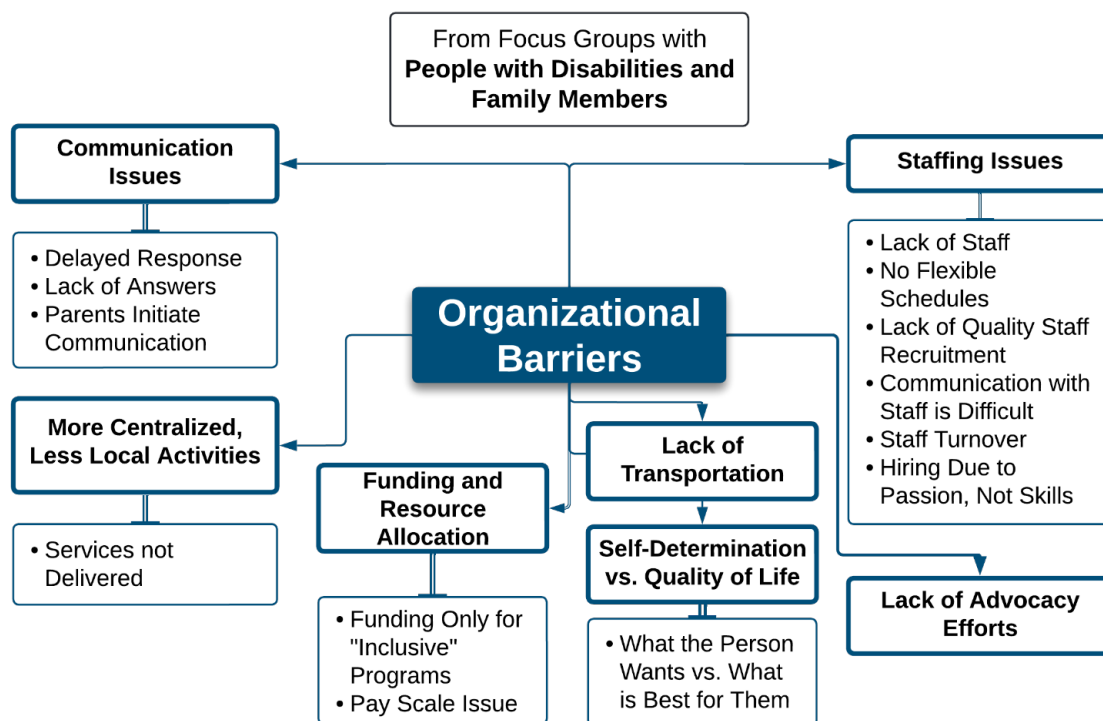 From Focus Groups with
People with Disabilities and
Family Members
Communication
Issues
• Delayed Response
• Lack of Answers
• Parents Initiate
Communication
Staffing Issues
• Lack of Staff
• No Flexible
Schedules
• Lack of Quality Staff
Recruitment
• Communication with
Staff is Difficult
• Staff Turnover
• Hiring Due to
Passion, Not Skills
Organizational
Barriers
More Centralized,
Less Local Activities
• Services not
Delivered
Funding and
Resource
Allocation
• Funding Only for
"Inclusive"
Programs
• Pay Scale Issue
Lack of
Transportation
Self-Determination
vs. Quality of Life
• What the Person
Wants vs. What
is Best for Them
Lack of Advocacy
Efforts